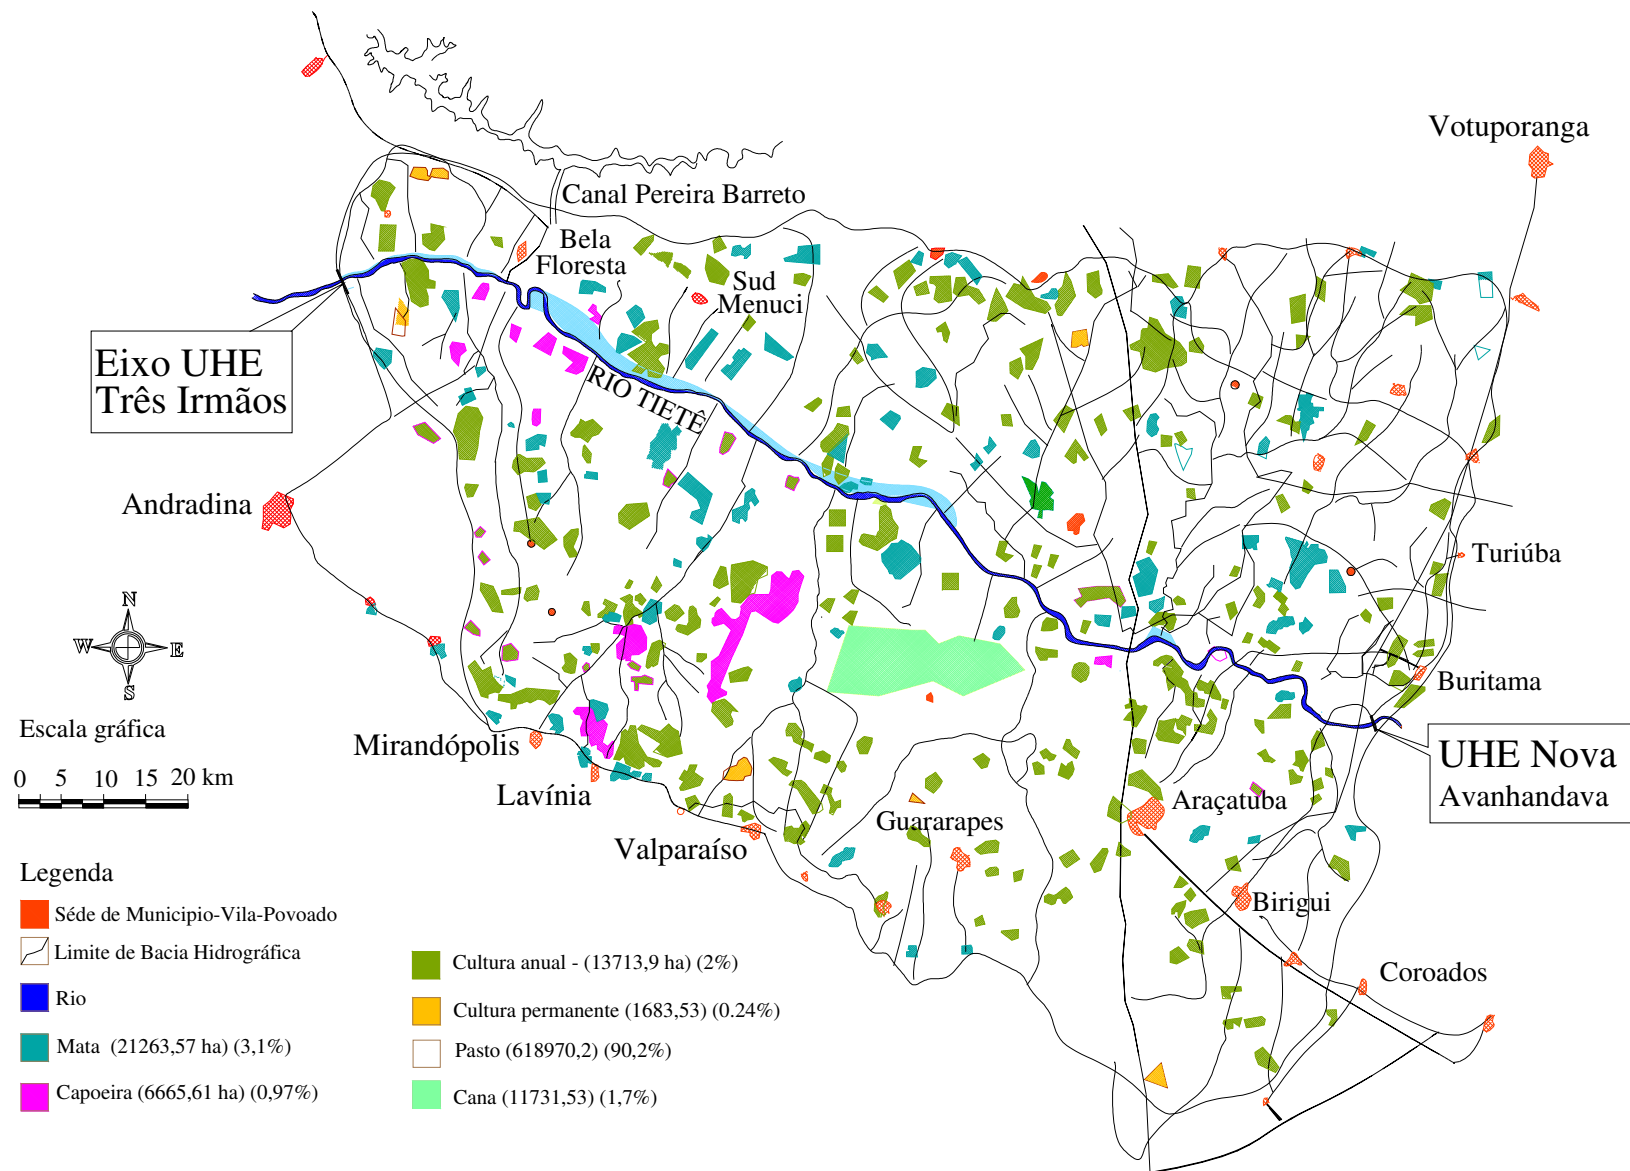 Votuporanga
Canal Pereira Barreto
Bela
Floresta
Sud
Menuci
Eixo UHE
Três Irmãos
RIO TIETÊ
Andradina
Turiúba
N
W
E
S
Buritama
Escala gráfica
Mirandópolis
UHE Nova
Avanhandava
0 5 10 15 20 km
Lavínia
Araçatuba
Guararapes
Valparaíso
Birigui
Coroados
Legenda
Séde de Municipio-Vila-Povoado
Limite de Bacia Hidrográfica
Rio
Mata (21263,57 ha) (3,1%)
Capoeira (6665,61 ha) (0,97%)
Cultura anual - (13713,9 ha) (2%)
Cultura permanente (1683,53) (0.24%)
Pasto (618970,2) (90,2%)
Cana (11731,53) (1,7%)